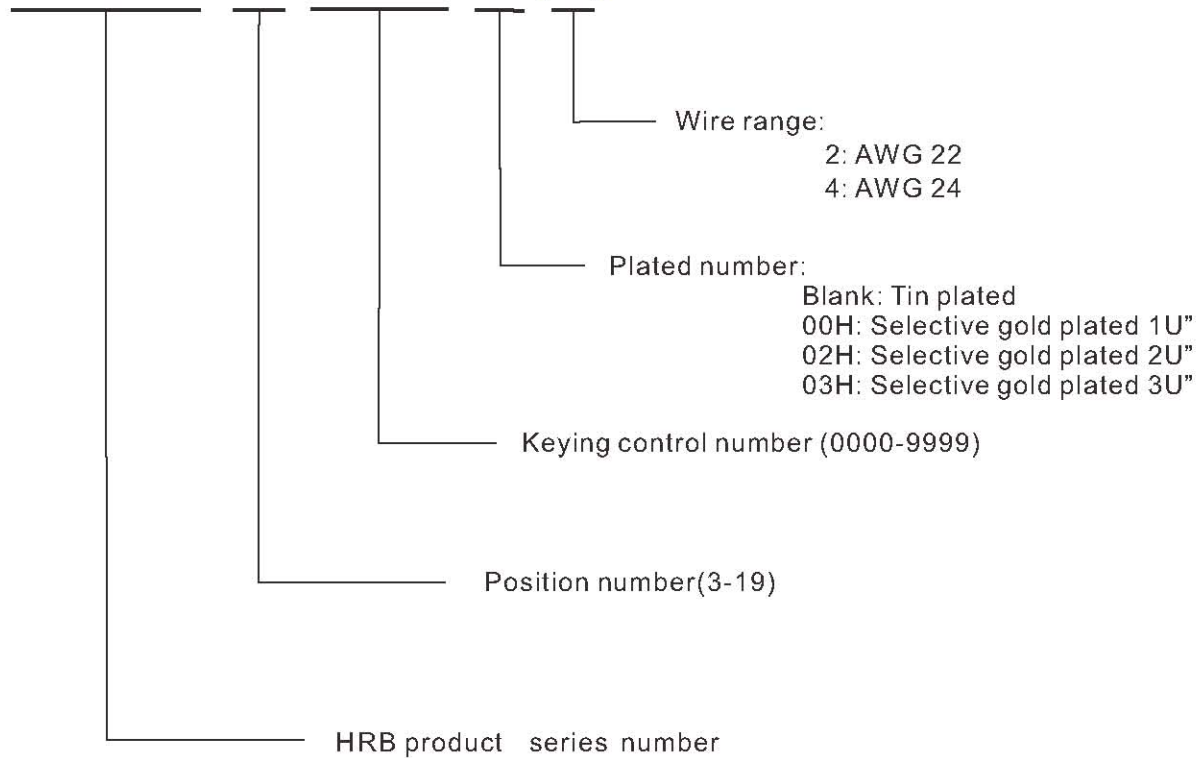 Wire range:
2: AWG 22
4: AWG 24
Plated number:
Blank: Tin plated
00H: Selective gold plated 1U”
02H: Selective gold plated 2U”
03H: Selective gold plated 3U”
Keying control number (0000-9999)
Position number(3-19)
HRB product series number